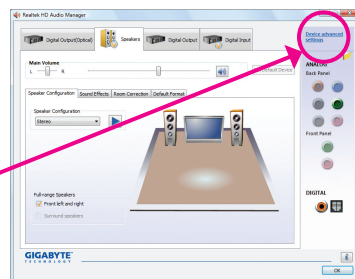 Realtek HD Audio Manager
Digital Output(Optical)
Speakers
Digital Output
Digital Input
Device advanced
settings
Main Volume
L
R
Default Device
ANALOG
Back Panel
Speaker Configuration
Sound Effects
Room Correction
Default Format
Speaker Configuration
Stereo
Front Panel
Full-range Speakers
Front left and right
Surround speakers
DIGITAL
GIGABYTE
TECHNOLOGY
i
OK